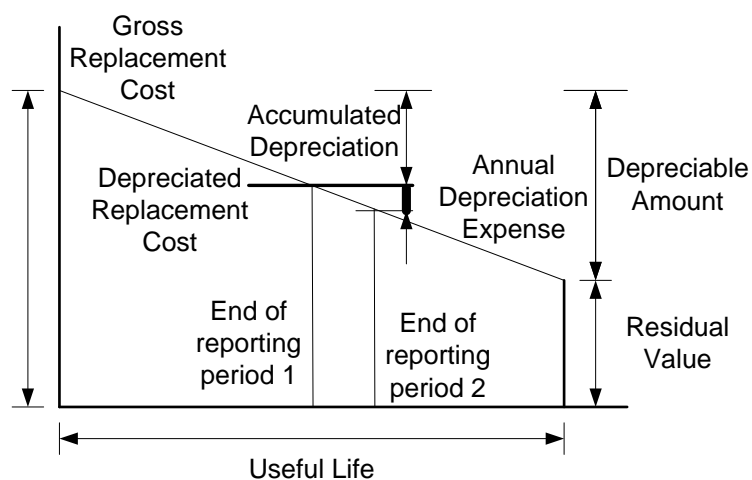 Gross
Replacement
Cost
Accumulated
Depreciation
Annual
Depreciation
Expense
Depreciable
Amount
Depreciated
Replacement
Cost
End of
reporting
period 1
End of
reporting
period 2
Residual
Value
Useful Life